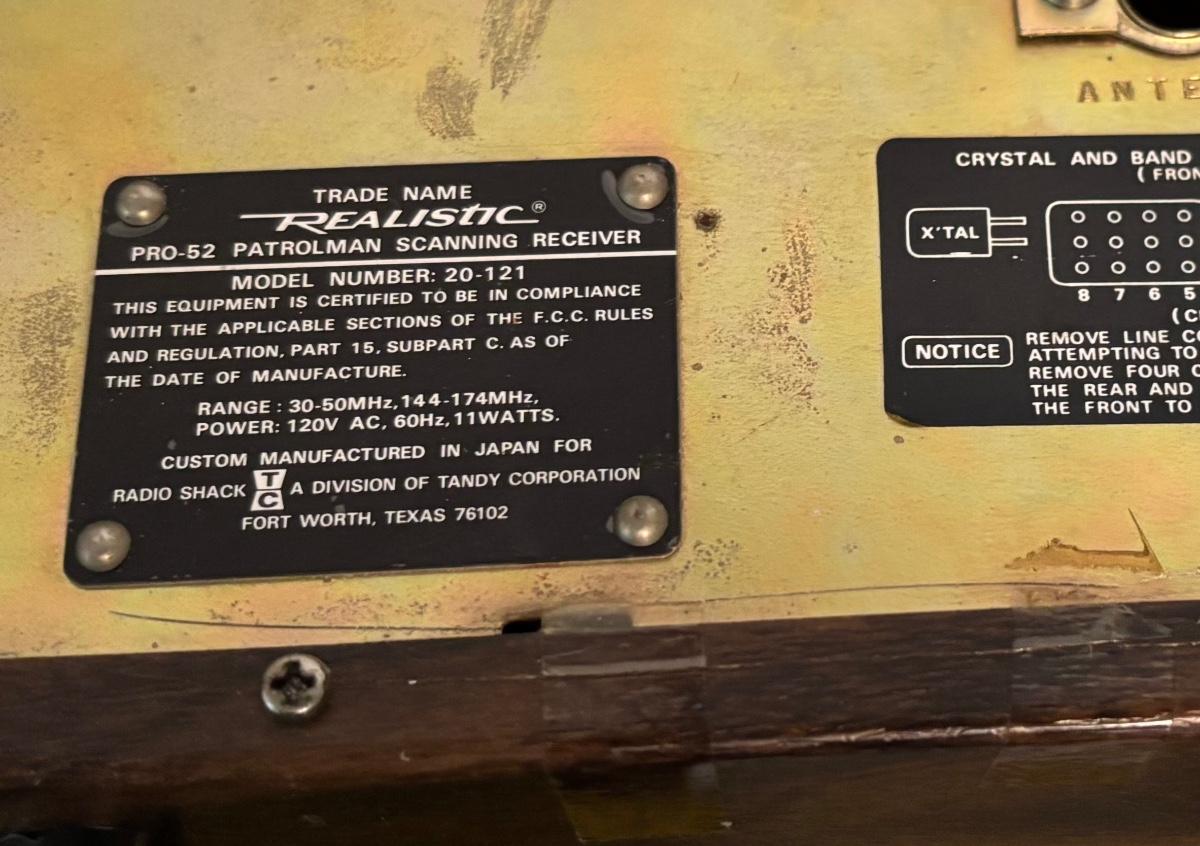 TRADE NAME
REALISTIC®
PRO-52 PATROLMAN SCANNING RECEIVER
MODEL NUMBER: 20-121
THIS EQUIPMENT IS CERTIFIED TO BE IN COMPLIANCE
WITH THE APPLICABLE SECTIONS OF THE F.C.C. RULES
AND REGULATION, PART 15, SUBPART C. AS OF
THE DATE OF MANUFACTURE.
RANGE : 30-50MHz,144-174MHz,
POWER: 120V AC, 60Hz,11WATTS.
CUSTOM MANUFACTURED IN JAPAN FOR
RADIO SHACK TC A DIVISION OF TANDY CORPORATION
FORT WORTH, TEXAS 76102
ANTE
CRYSTAL AND BAND
( FRON
X'TAL
8 7 6 5
(C
NOTICE
REMOVE LINE CO
ATTEMPTING TO
REMOVE FOUR
THE REAR AND
THE FRONT TO